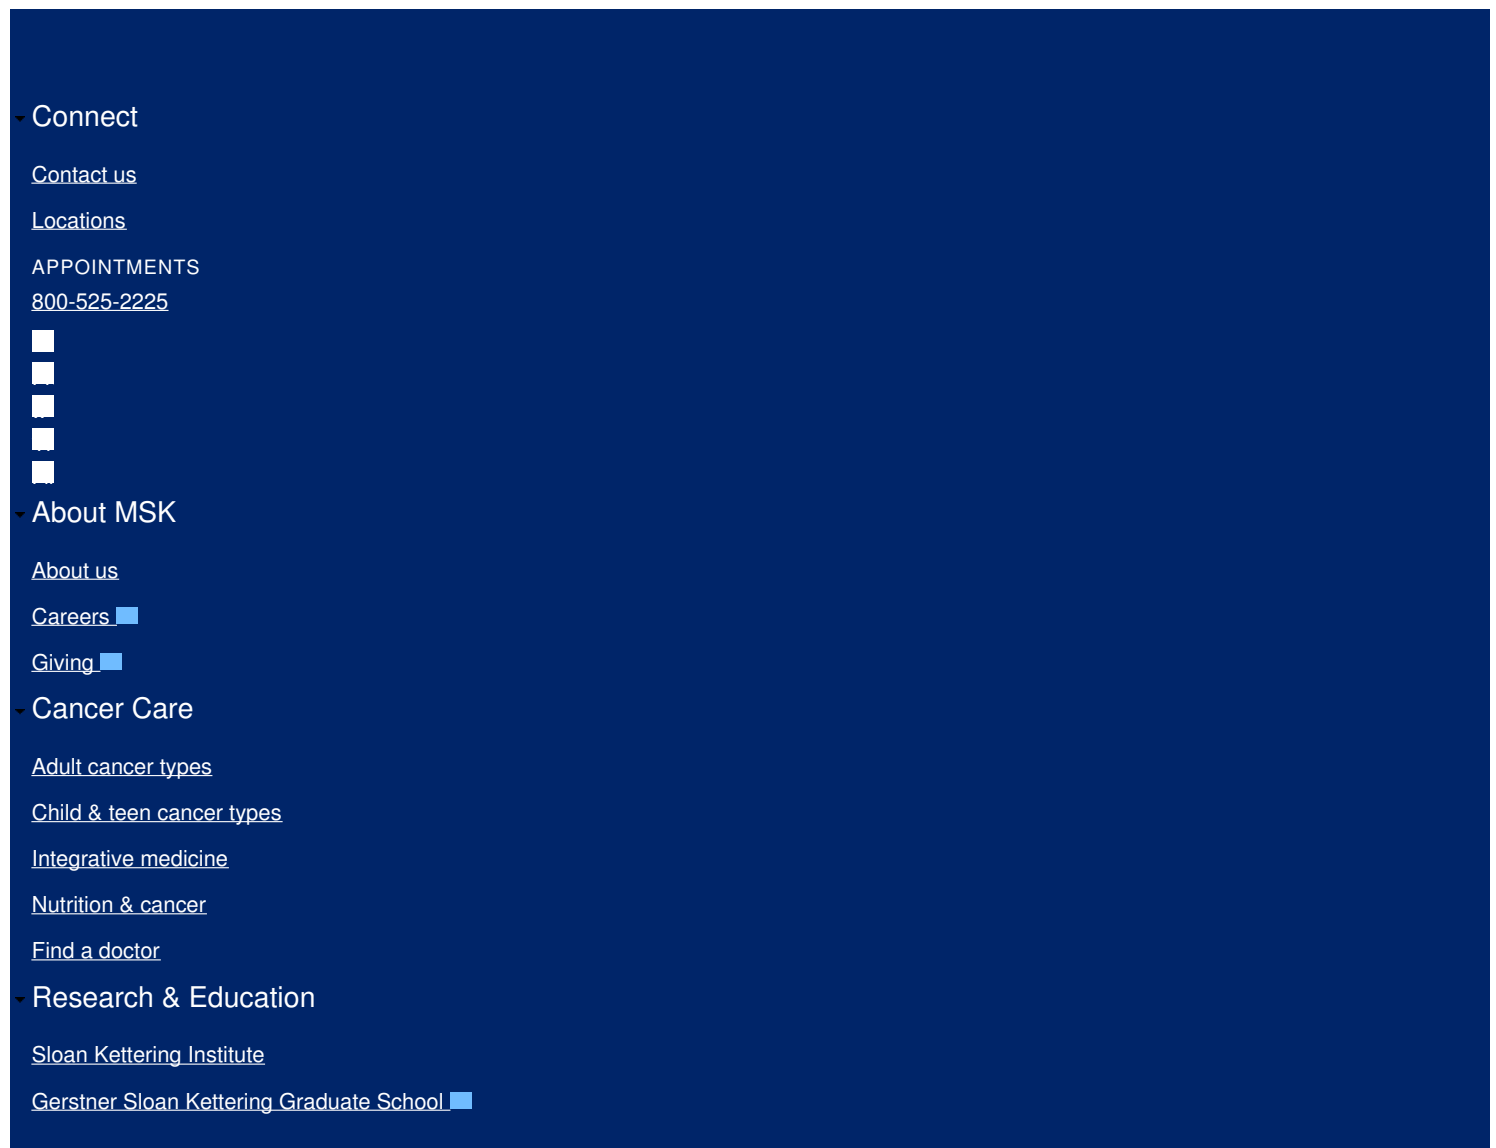 Connect
Contact us
Locations
APPOINTMENTS
800-525-2225
About MSK
About us
Careers
Giving
Cancer Care
Adult cancer types
Child & teen cancer types
Integrative medicine
Nutrition & cancer
Find a doctor
Research & Education
Sloan Kettering Institute
Gerstner Sloan Kettering Graduate School